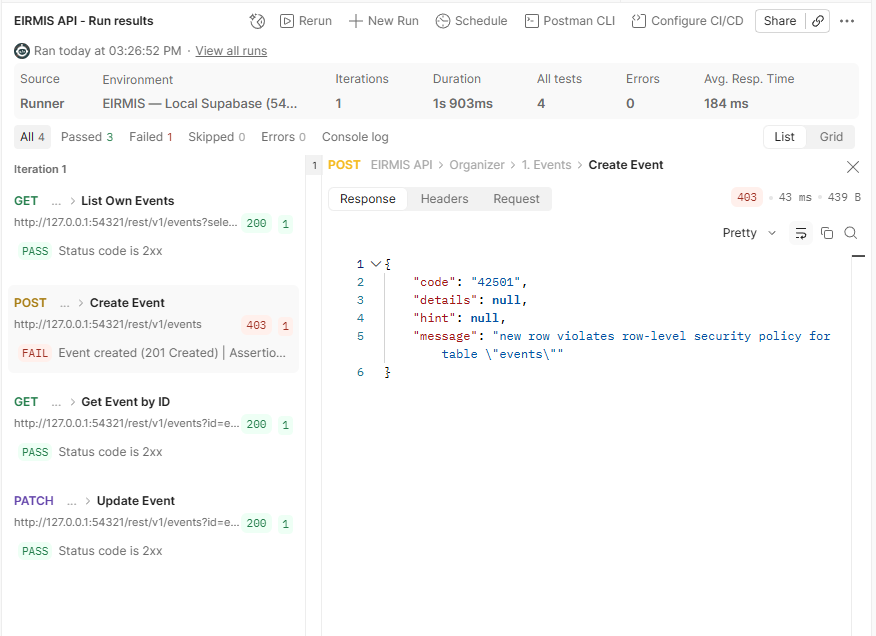 EIRMIS API - Run results Rerun New Run Schedule Postman CLI Configure CI/CD Share
Ran today at 03:26:52 PM · View all runs
Source Environment Iterations Duration All tests Errors Avg. Resp. Time
Runner EIRMIS — Local Supabase (54... 1 1s 903ms 4 0 184 ms
All 4 Passed 3 Failed 1 Skipped 0 Errors 0 Console log List Grid
Iteration 1
GET ... > List Own Events
http://127.0.0.1:54321/rest/v1/events?sele... 200 1
PASS Status code is 2xx
POST ... > Create Event
http://127.0.0.1:54321/rest/v1/events 403 1
FAIL Event created (201 Created) | Assertio...
GET ... > Get Event by ID
http://127.0.0.1:54321/rest/v1/events?id=e... 200 1
PASS Status code is 2xx
PATCH ... > Update Event
http://127.0.0.1:54321/rest/v1/events?id=e... 200 1
PASS Status code is 2xx
1 POST EIRMIS API > Organizer > 1. Events > Create Event
Response Headers Request 403 • 43 ms • 439 B
Pretty
1 {
2 "code": "42501",
3 "details": null,
4 "hint": null,
5 "message": "new row violates row-level security policy for
table \"events\""
6 }